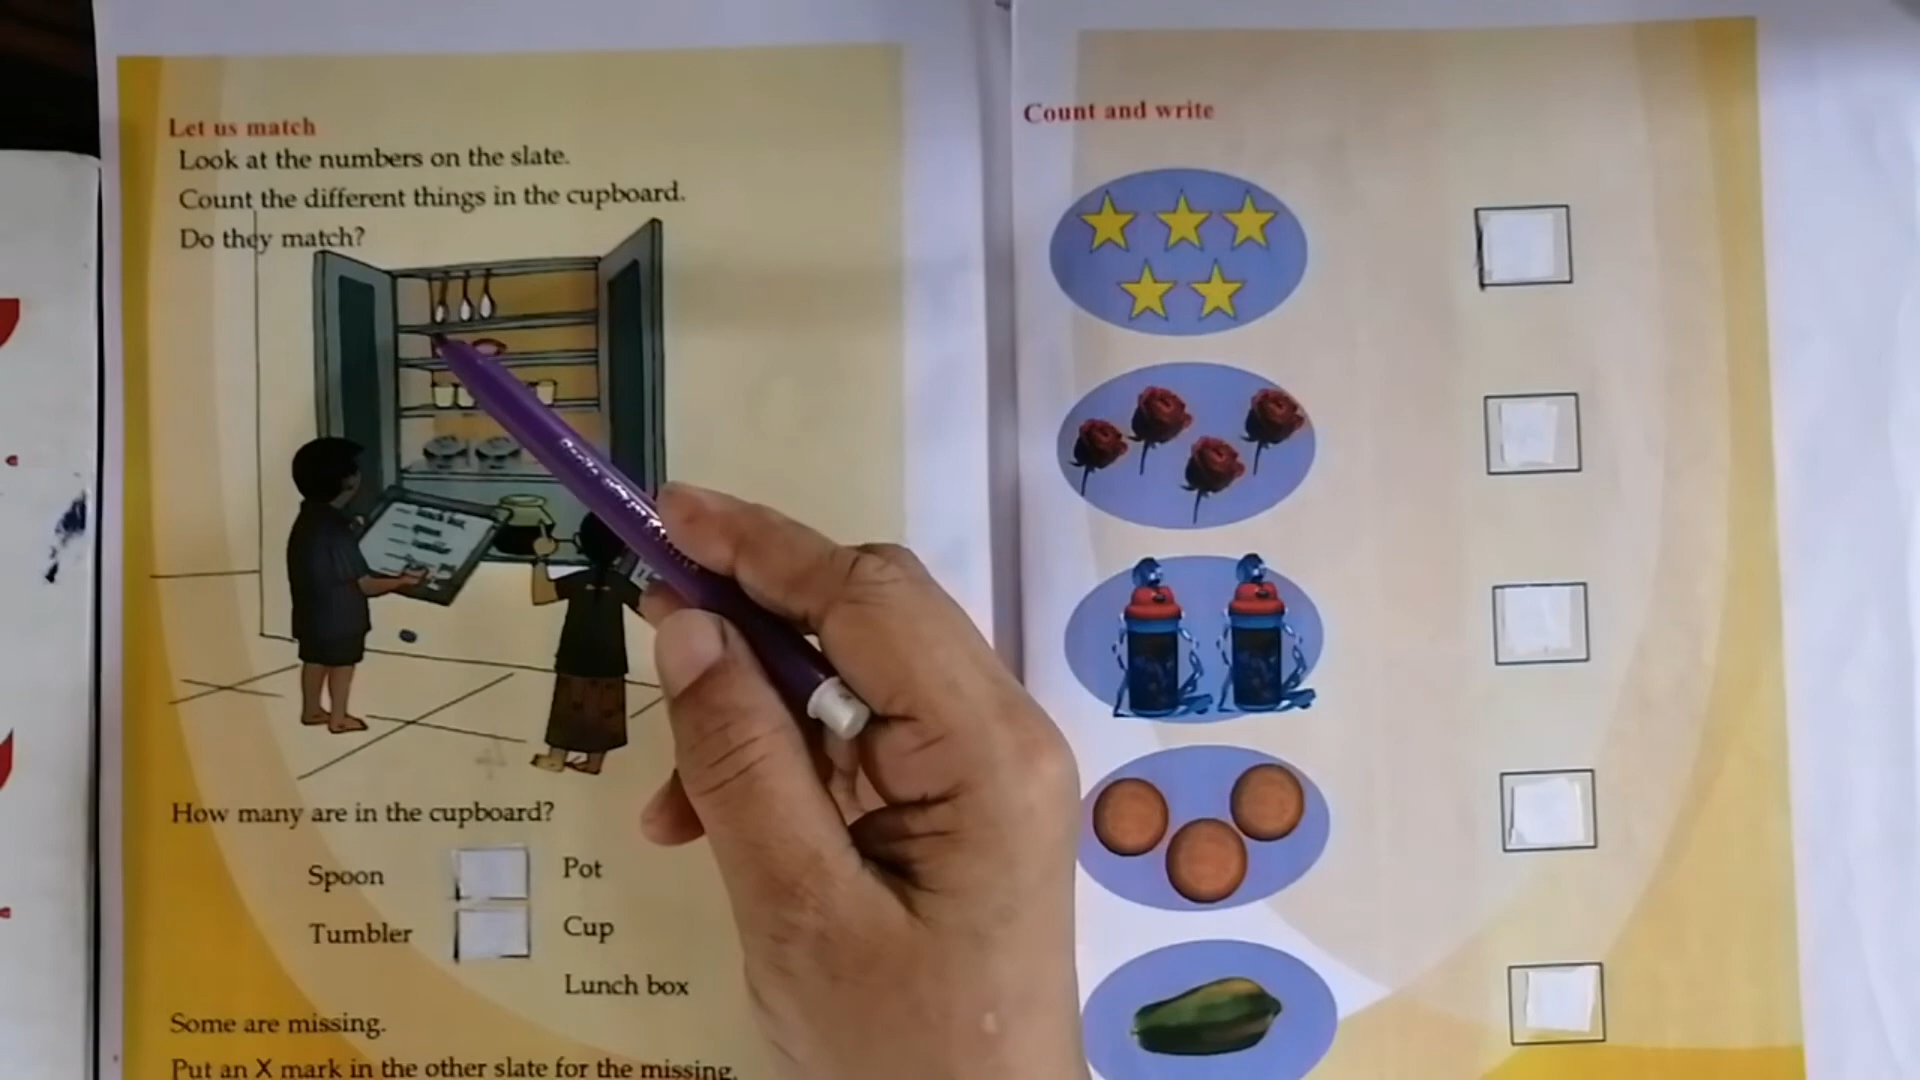 Let us match
Look at the numbers on the slate.
Count the different things in the cupboard.
Do they match?
How many are in the cupboard?
Spoon
Pot
Tumbler
Cup
Lunch box
Some are missing.
Put an X mark in the other slate for the missing.
Count and write